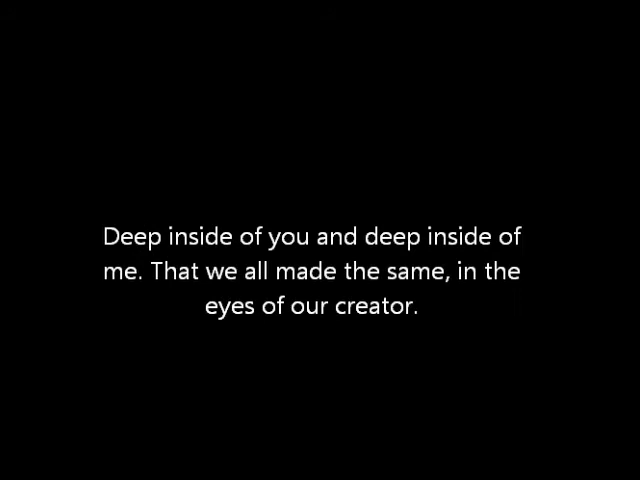 Deep inside of you and deep inside of
me. That we all made the same, in the
eyes of our creator.